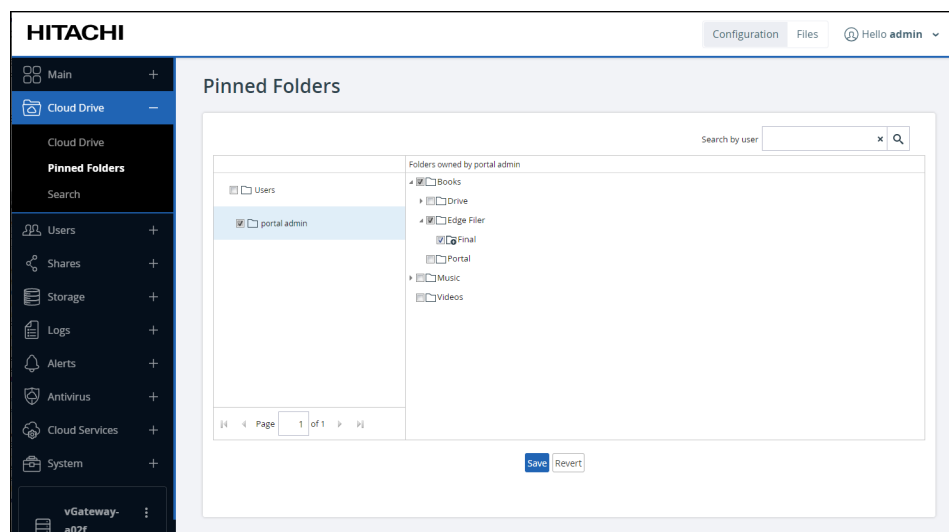 HITACHI
Configuration Files Hello admin
Main
Cloud Drive
Cloud Drive
Pinned Folders
Search
Users
Shares
Storage
Logs
Alerts
Antivirus
Cloud Services
System
vGateway-
a02f
Pinned Folders
Search by user
Folders owned by portal admin
Users
portal admin
Books
Drive
Edge Filer
Final
Portal
Music
Videos
Page 1 of 1
Save Revert